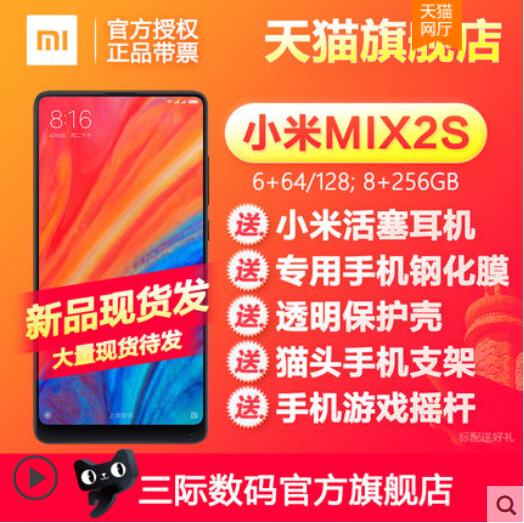 mi
官方授权
正品带票
天猫旗舰店
天猫
网厅
8:16
小米MIX2S
6+64/128; 8+256GB
送 小米活塞耳机
送 专用手机钢化膜
送 透明保护壳
送 猫头手机支架
送 手机游戏摇杆
新品现货发
大量现货待发
标配送好礼
三际数码官方旗舰店